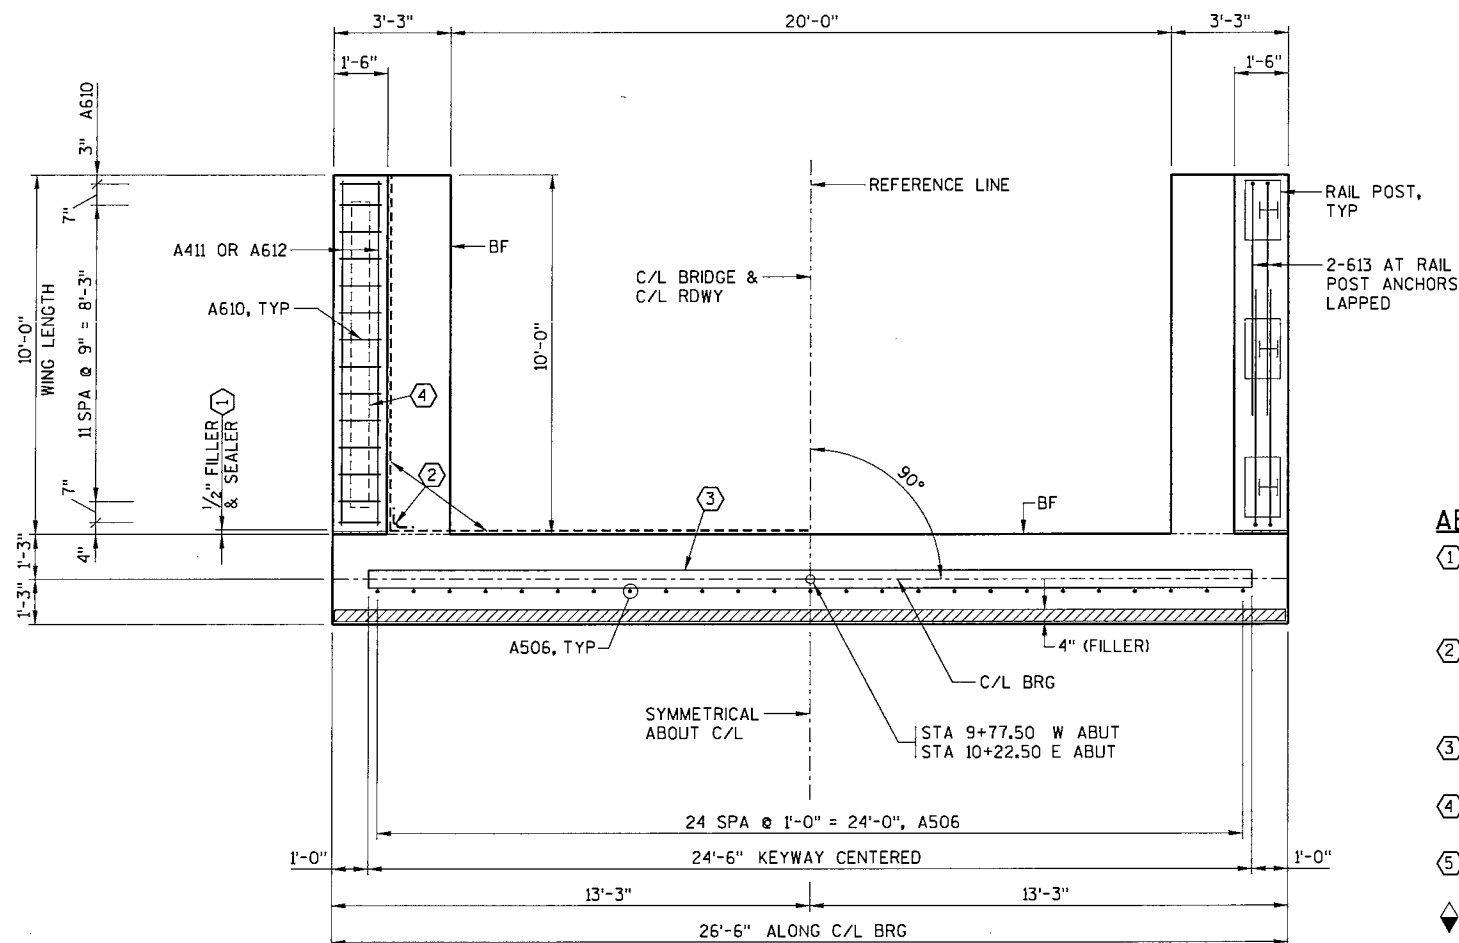 3'-3"
20'-0"
3'-3"
1'-6"
1'-6"
3" A610
7"
10'-0"
WING LENGTH
11 SPA @ 9" = 8'-3"
7"
4"
1/2" FILLER
& SEALER
1
1'-3"
1'-3"
A411 OR A612
A610, TYP
BF
10'-0"
4
2
3
REFERENCE LINE
C/L BRIDGE &
C/L RDWY
90°
BF
RAIL POST,
TYP
2-613 AT RAIL
POST ANCHORS
LAPPED
A506, TYP
4" (FILLER)
C/L BRG
SYMMETRICAL
ABOUT C/L
STA 9+77.50 W ABUT
STA 10+22.50 E ABUT
24 SPA @ 1'-0" = 24'-0", A506
1'-0"
24'-6" KEYWAY CENTERED
1'-0"
13'-3"
13'-3"
26'-6" ALONG C/L BRG
1
2
3
4
5